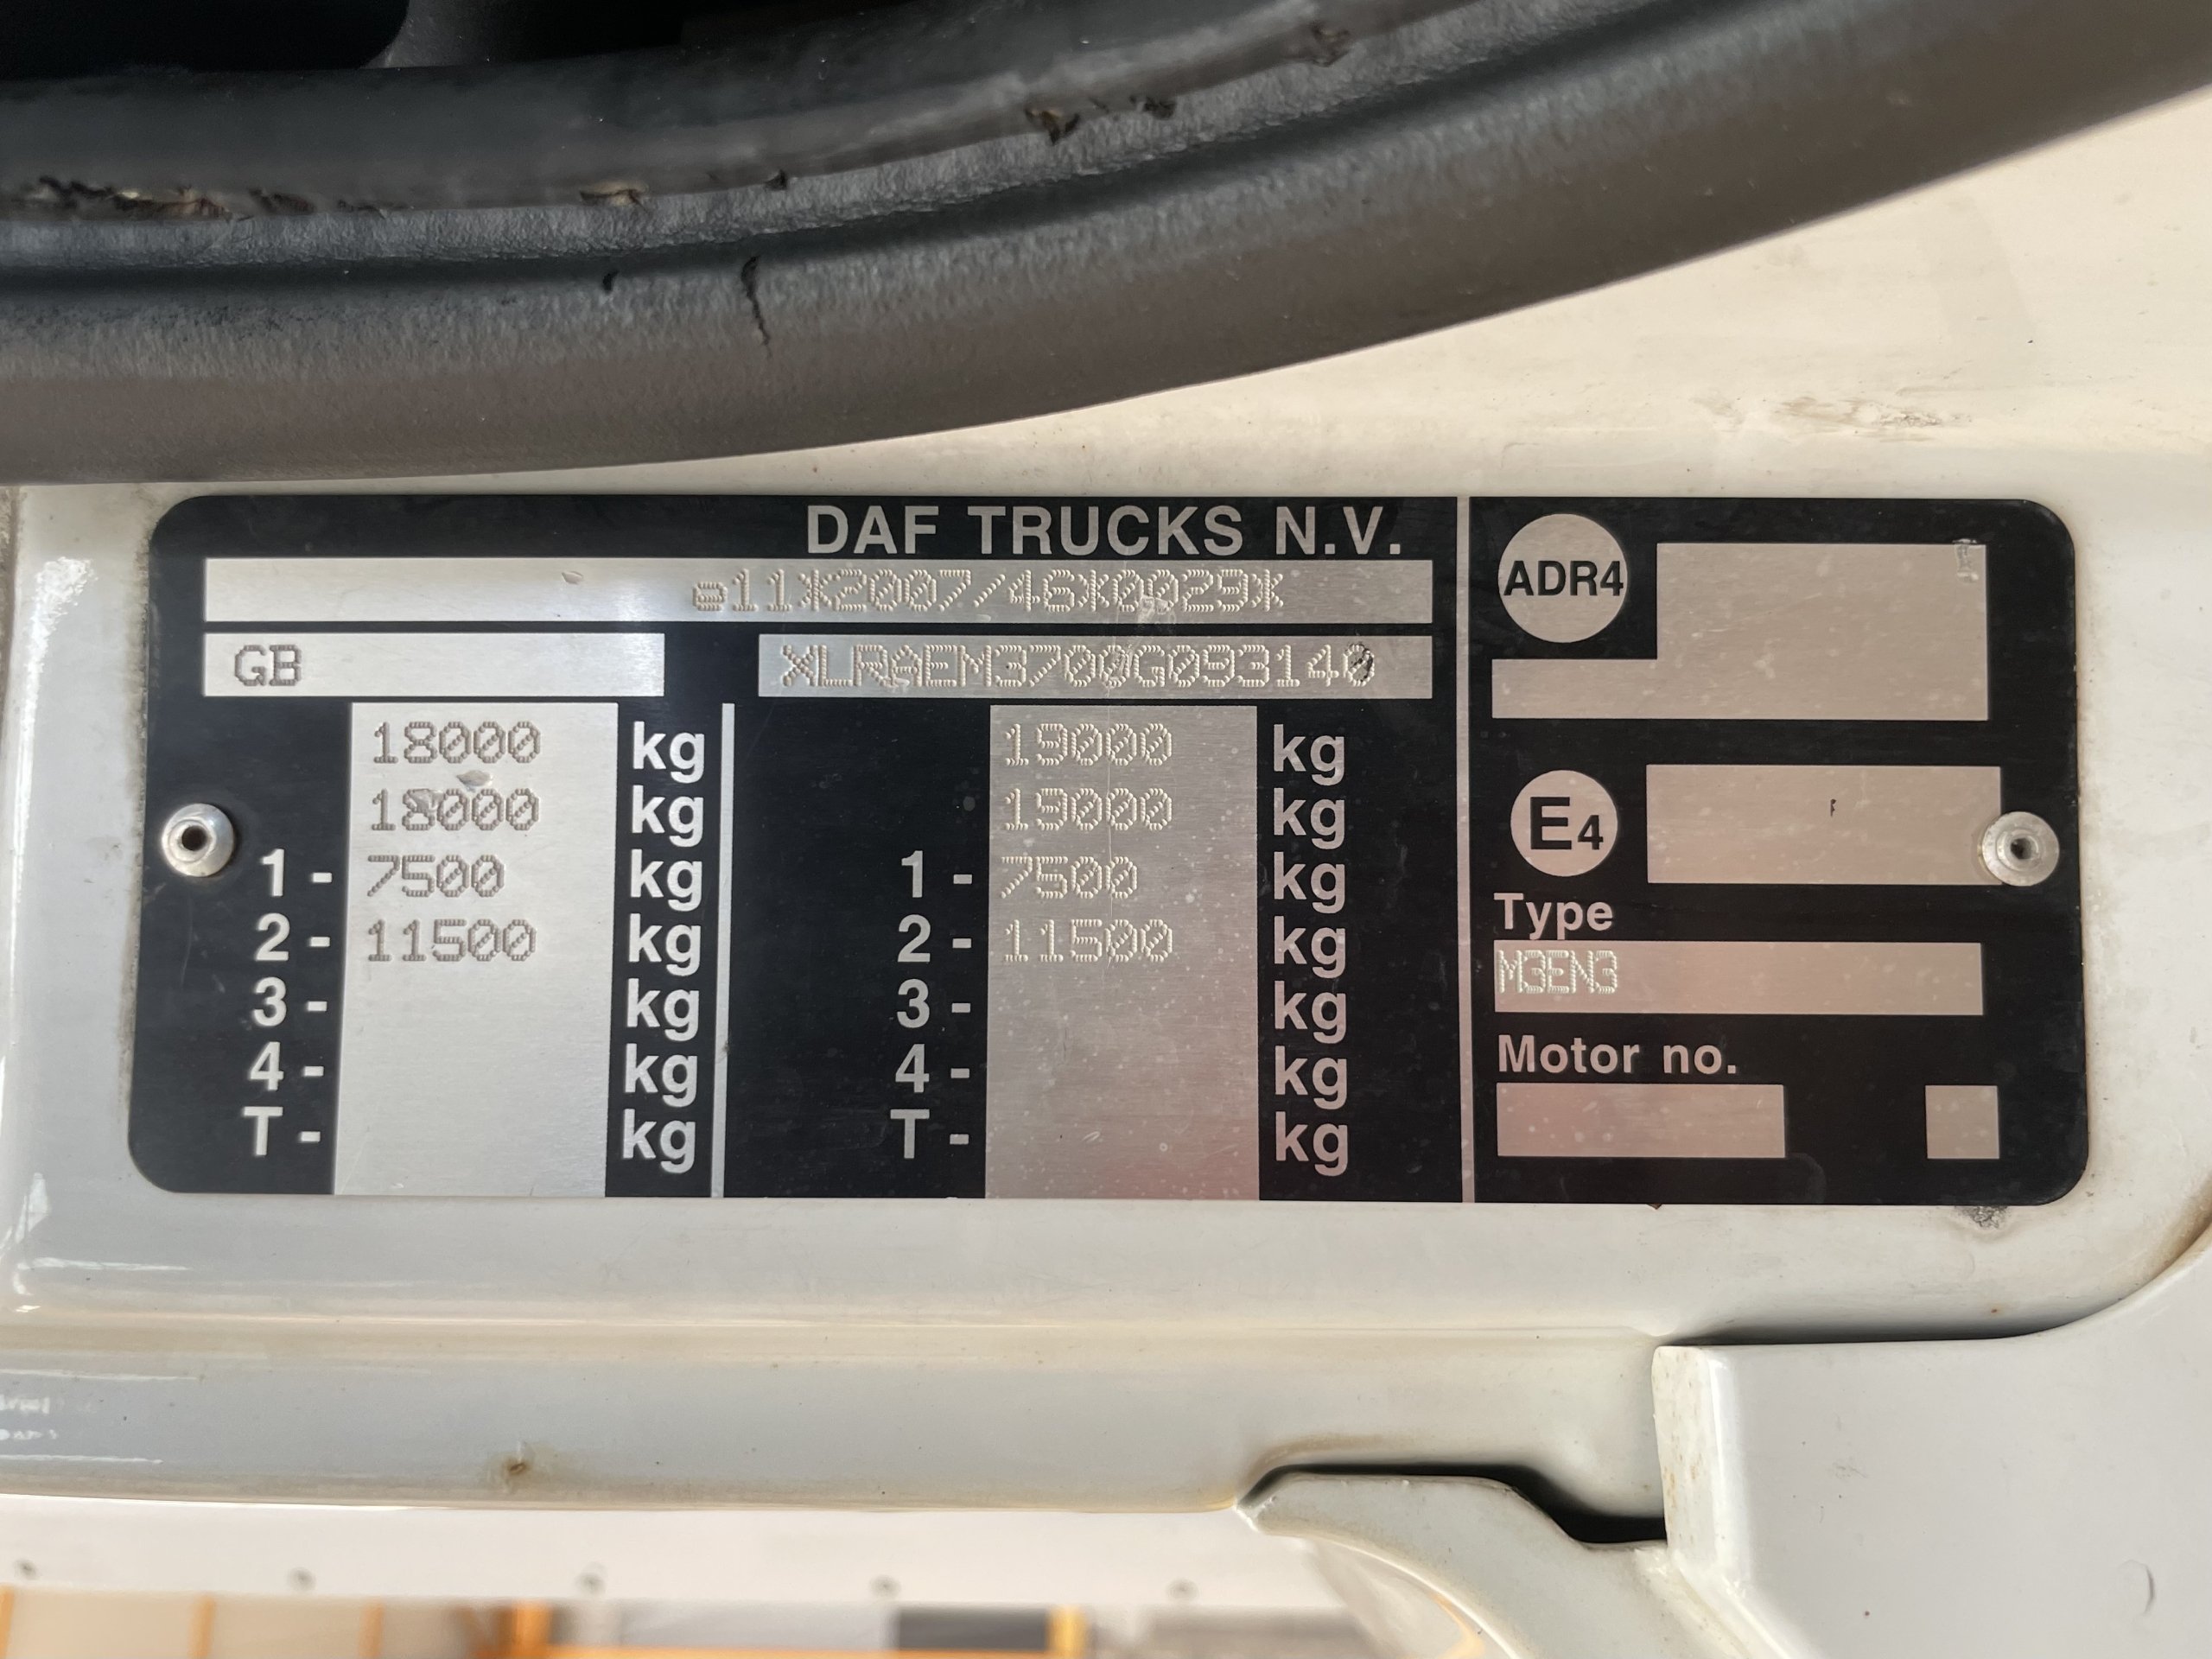 DAF TRUCKS N.V.
e11*2007/46*0029*
GB XLRAEM3700G093140
18000 kg 19000 kg
18000 kg 19000 kg
1 - 7500 kg 1 - 7500 kg
2 - 11500 kg 2 - 11500 kg
3 - kg 3 - kg
4 - kg 4 - kg
T - kg T - kg
ADR4
E4
Type
M3EN3
Motor no.